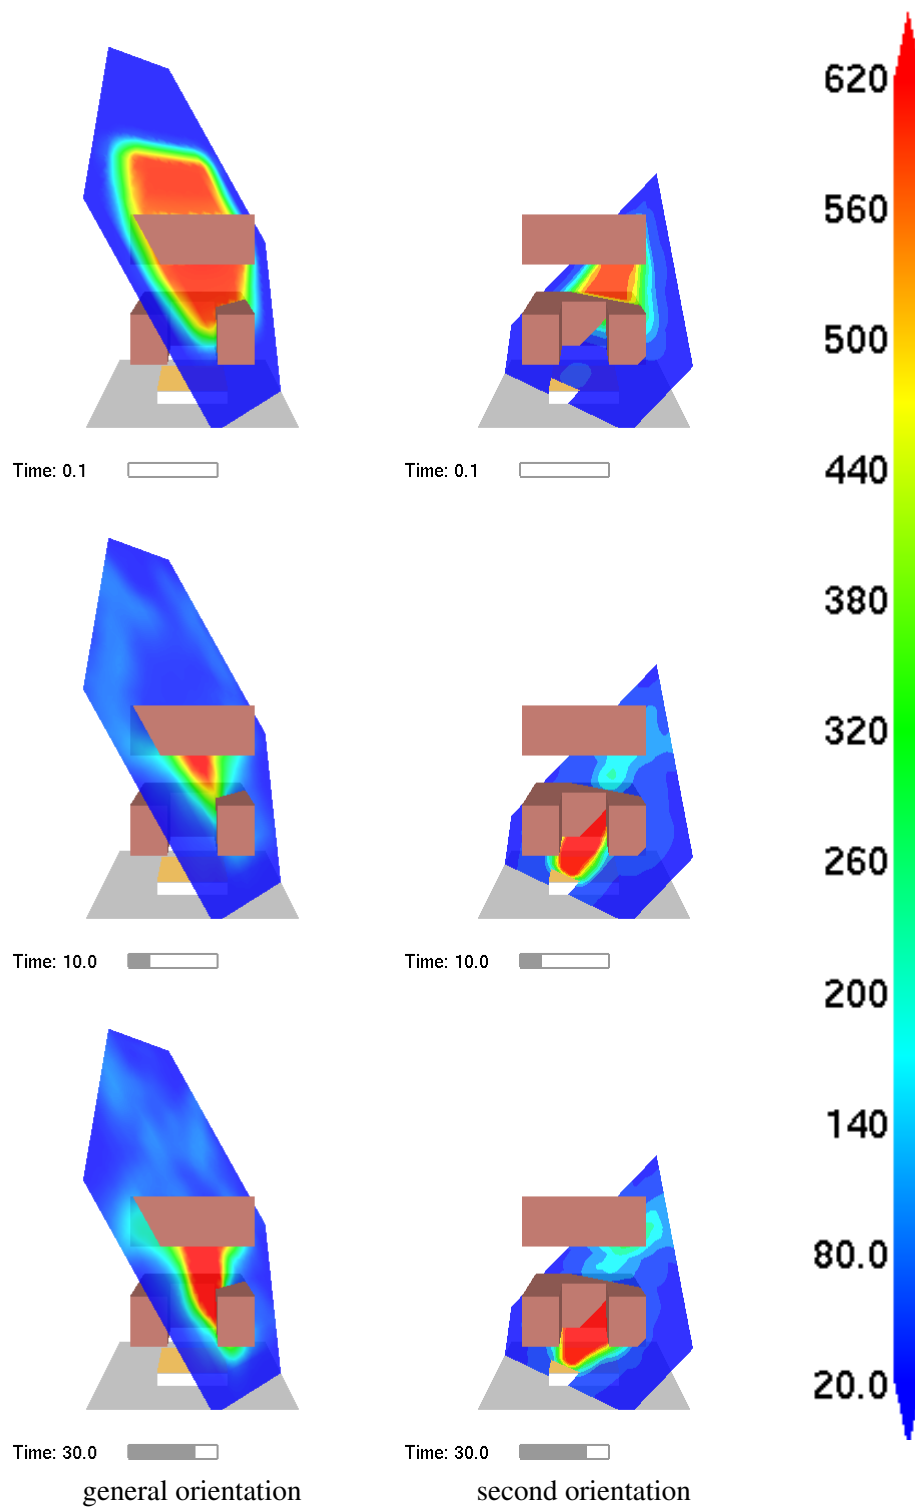 620
560
500
440
380
320
260
200
140
80.0
20.0
Time: 0.1
Time: 0.1
Time: 10.0
Time: 10.0
Time: 30.0
Time: 30.0
general orientation
second orientation